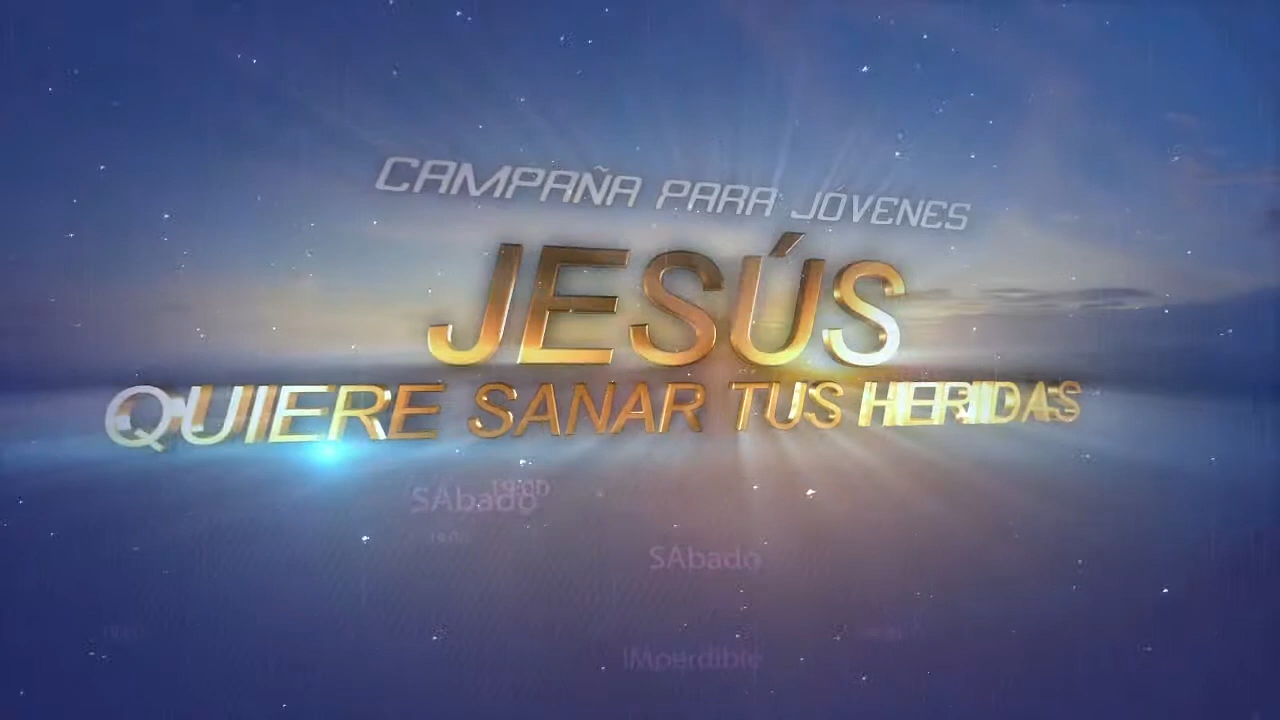 CAMPAÑA PARA JÓVENES
JESÚS
QUIERE SANAR TUS HERIDAS
SAbado
SAbado
IMperdible